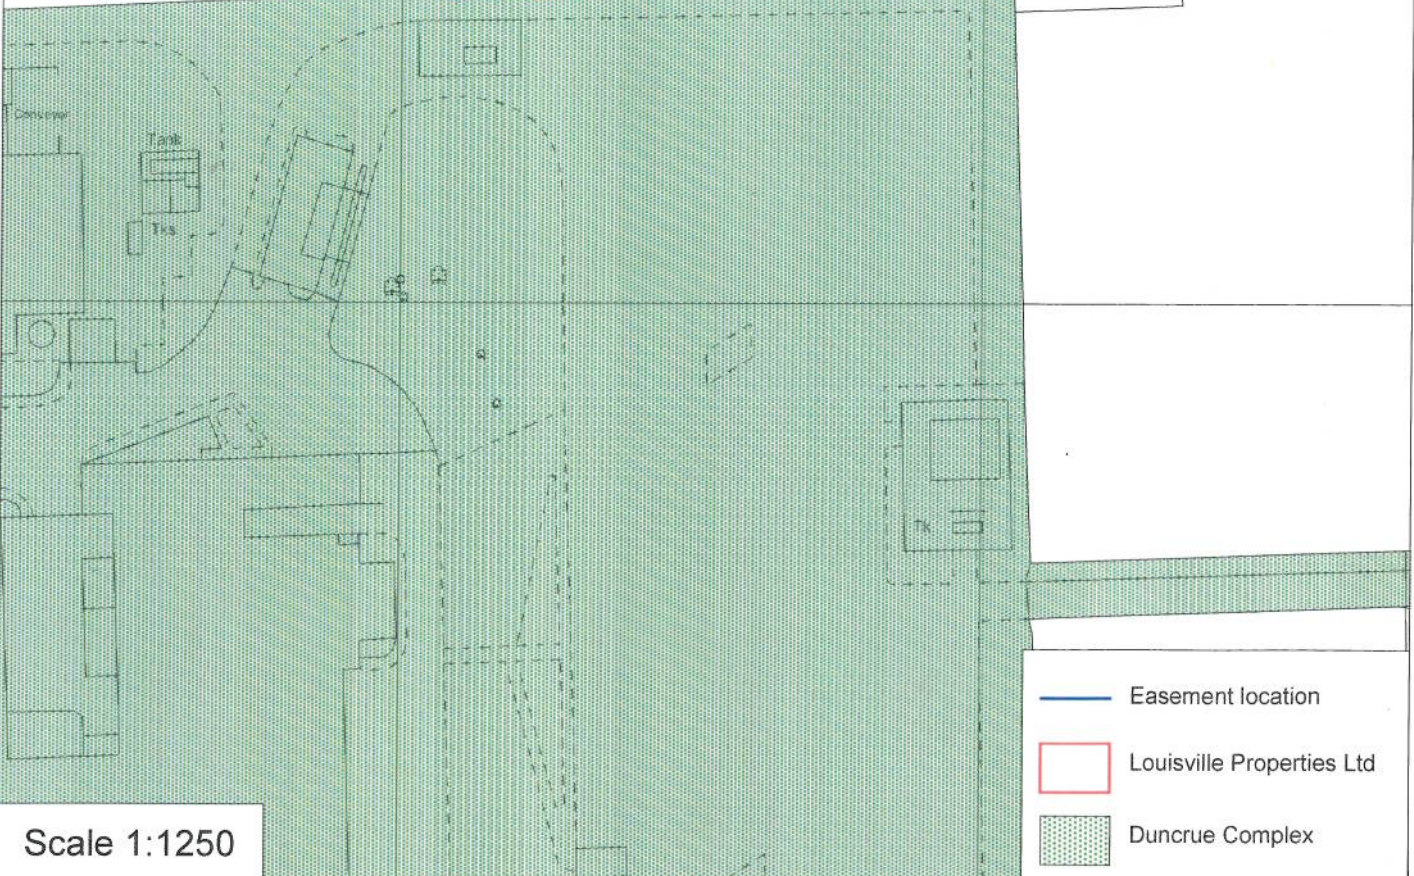 Conveyor
Tank
Tks
Tk
Easement location
Louisville Properties Ltd
Duncrue Complex
Scale 1:1250